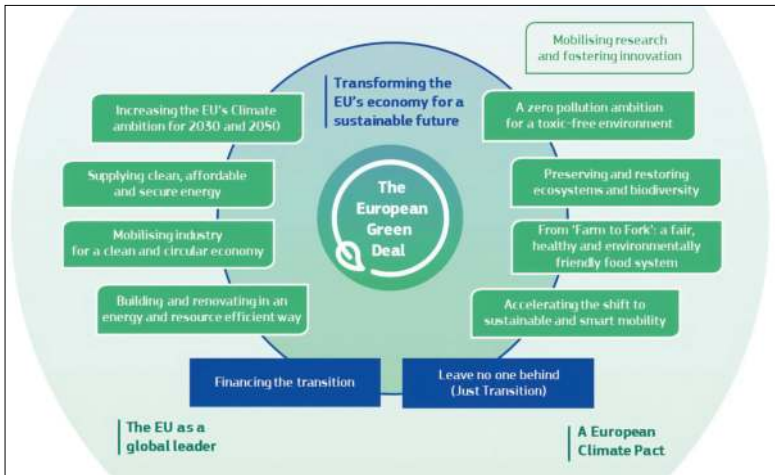 Mobilising research
and fostering innovation
Transforming the
EU's economy for a
sustainable future
Increasing the EU's Climate
ambition for 2030 and 2050
A zero pollution ambition
for a toxic-free environment
Supplying clean, affordable
and secure energy
Preserving and restoring
ecosystems and biodiversity
The
European
Green
Deal
Mobilising industry
for a clean and circular economy
From 'Farm to Fork': a fair,
healthy and environmentally
friendly food system
Building and renovating in an
energy and resource efficient way
Accelerating the shift to
sustainable and smart mobility
Financing the transition
Leave no one behind
(Just Transition)
The EU as a
global leader
A European
Climate Pact